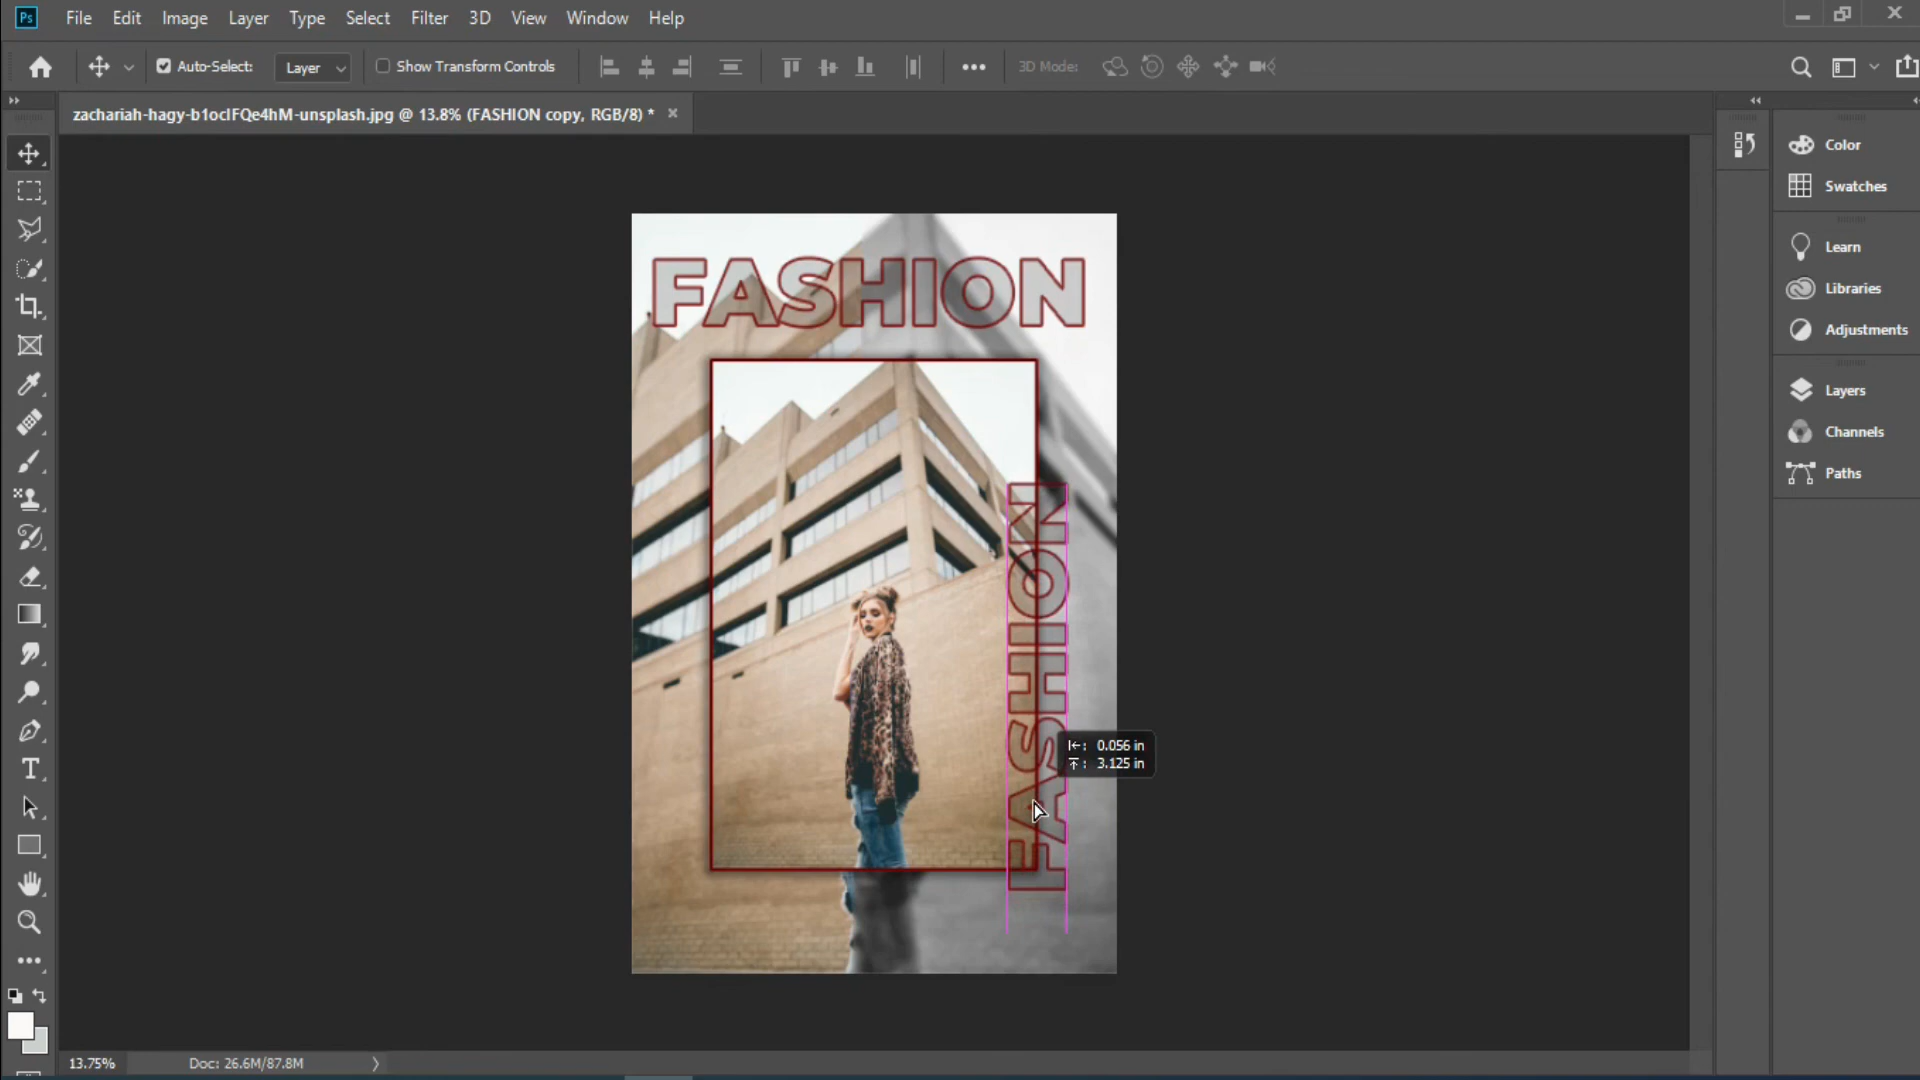 Ps File Edit Image Layer Type Select Filter 3D View Window Help
Auto-Select: Layer Show Transform Controls 3D Mode:
zachariah-hagy-b1oclFQe4hM-unsplash.jpg @ 13.8% (FASHION copy, RGB/8) *
Color
Swatches
Learn
Libraries
Adjustments
Layers
Channels
Paths
FASHION
FASHION
0.056 in
3.125 in
13.75% Doc: 26.6M/87.8M